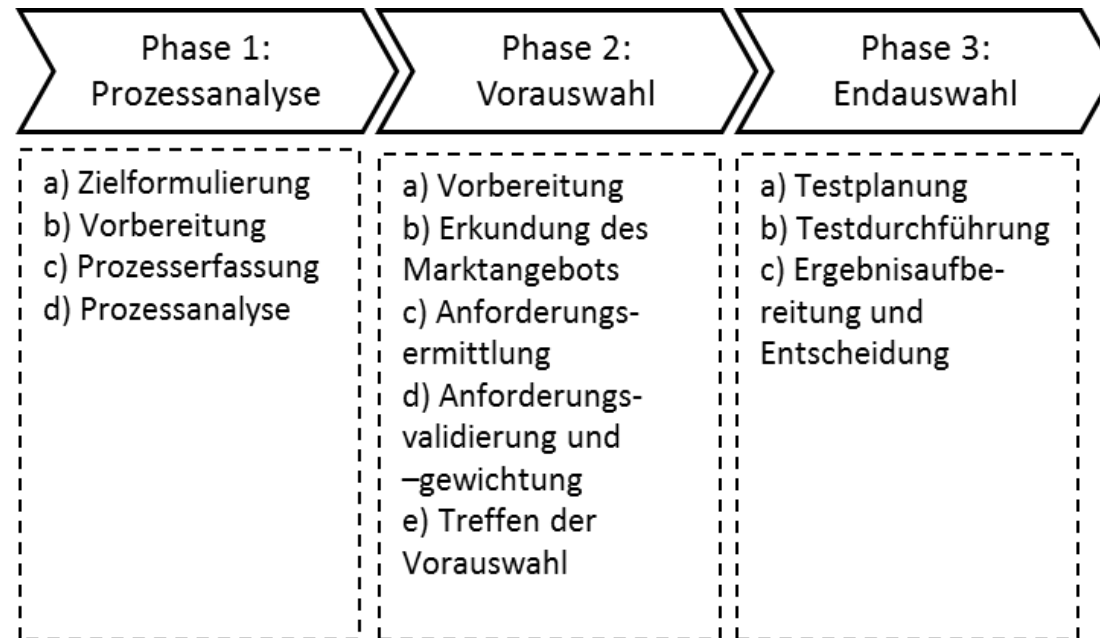 Phase 1:
Prozessanalyse
a) Zielformulierung
b) Vorbereitung
c) Prozesserfassung
d) Prozessanalyse
Phase 2:
Vorauswahl
a) Vorbereitung
b) Erkundung des
Marktangebots
c) Anforderungs-
ermittlung
d) Anforderungs-
validierung und
–gewichtung
e) Treffen der
Vorauswahl
Phase 3:
Endauswahl
a) Testplanung
b) Testdurchführung
c) Ergebnisaufbe-
reitung und
Entscheidung